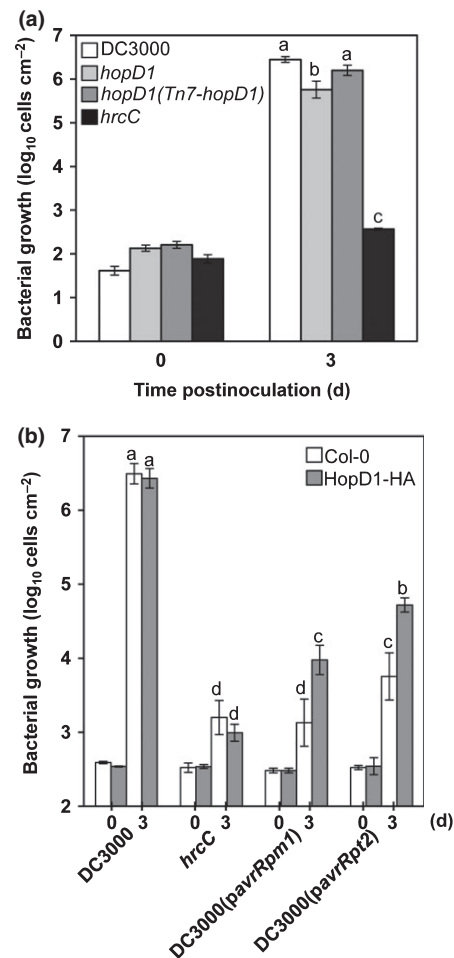 (a)
DC3000
hopD1
hopD1(Tn7-hopD1)
hrcC
a
b
a
c
7
6
5
4
3
2
1
0
Bacterial growth (log10 cells cm−2)
0
3
Time postinoculation (d)
(b)
Col-0
HopD1-HA
a
a
d
d
d
c
c
b
7
6
5
4
3
2
Bacterial growth (log10 cells cm−2)
0 3 0 3 0 3 0 3 (d)
DC3000
hrcC
DC3000(pavrRpm1)
DC3000(pavrRpt2)